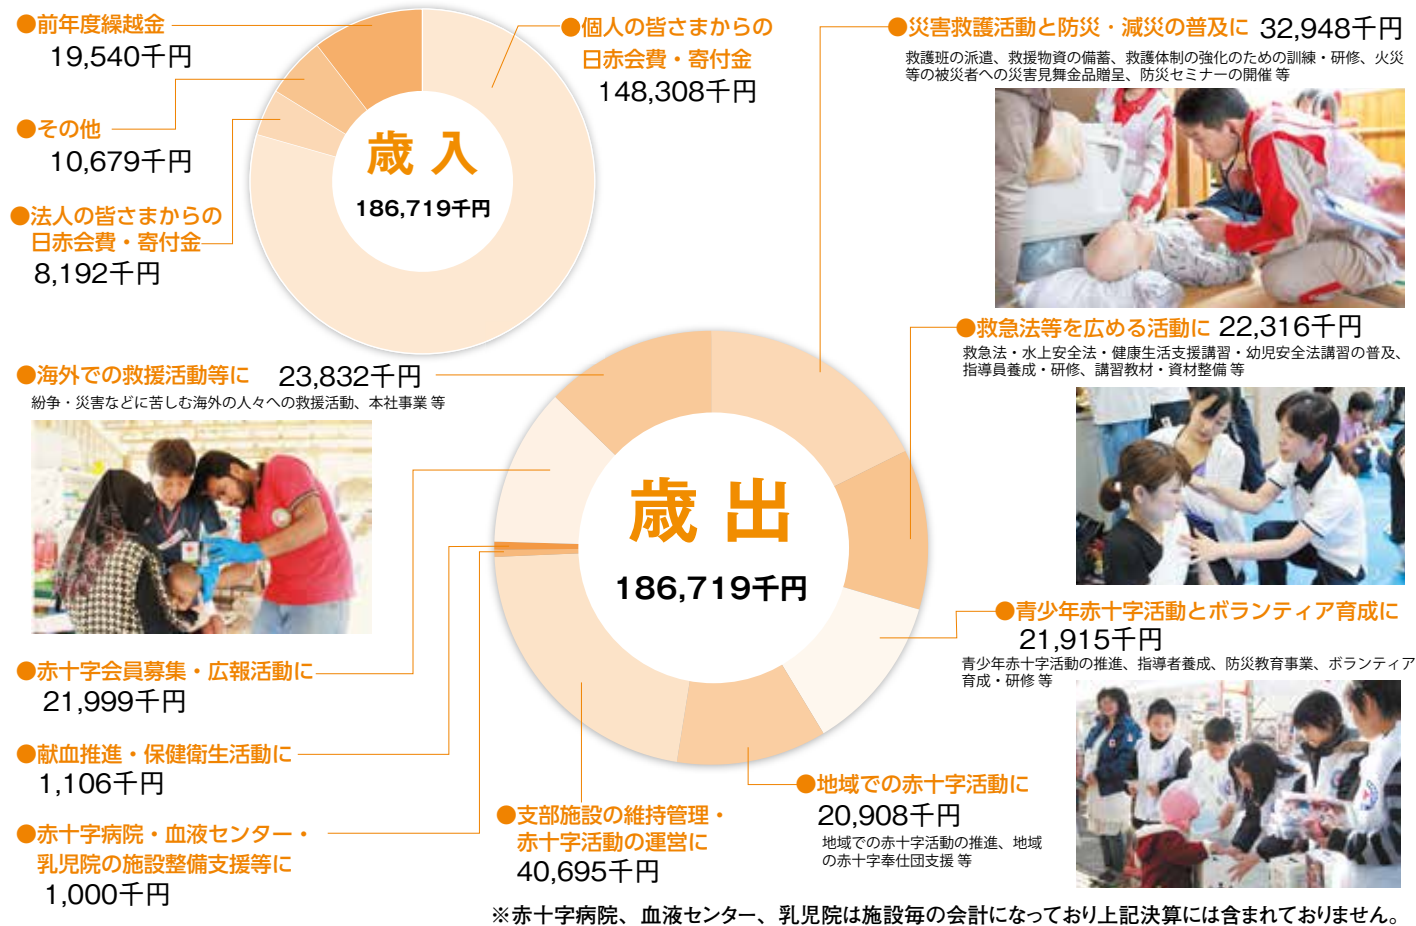 ●前年度繰越金
19,540千円
●その他
10,679千円
●法人の皆さまからの
日赤会費・寄付金
8,192千円
歳入
186,719千円
●個人の皆さまからの
日赤会費・寄付金
148,308千円
●災害救護活動と防災・減災の普及に 32,948千円
救護班の派遣、救援物資の備蓄、救護体制の強化のための訓練・研修、火災
等の被災者への災害見舞金品贈呈、防災セミナーの開催 等
●救急法等を広める活動に 22,316千円
救急法・水上安全法・健康生活支援講習・幼児安全法講習の普及、
指導員養成・研修、講習教材・資材整備 等
●青少年赤十字活動とボランティア育成に
21,915千円
青少年赤十字活動の推進、指導者養成、防災教育事業、ボランティア
育成・研修 等
●地域での赤十字活動に
20,908千円
地域での赤十字活動の推進、地域
の赤十字奉仕団支援 等
歳出
186,719千円
●支部施設の維持管理・
赤十字活動の運営に
40,695千円
●海外での救援活動等に 23,832千円
紛争・災害などに苦しむ海外の人々への救援活動、本社事業 等
●赤十字会員募集・広報活動に
21,999千円
●献血推進・保健衛生活動に
1,106千円
●赤十字病院・血液センター・
乳児院の施設整備支援等に
1,000千円
※赤十字病院、血液センター、乳児院は施設毎の会計になっており上記決算には含まれておりません。